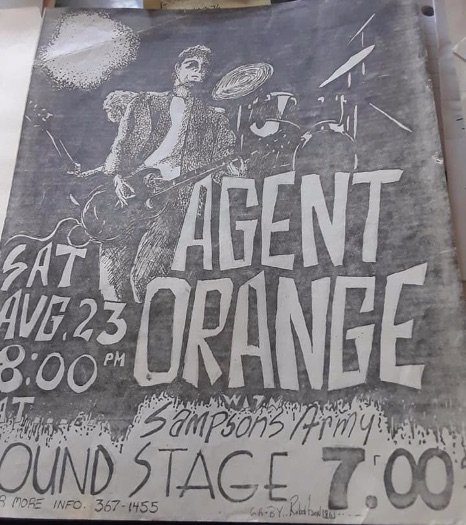 AGENT
ORANGE
SAT
AUG. 23
8:00 PM
AT
WITH
Sampsons Army
OUND STAGE 7.00
R MORE INFO. 367-1455